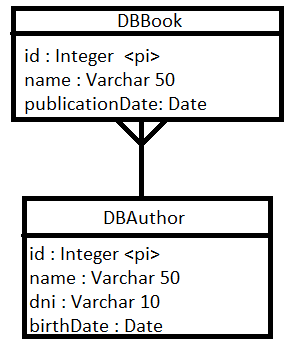 DBBook
id : Integer  <pi>
name : Varchar 50
publicationDate: Date
DBAuthor
id : Integer <pi>
name : Varchar 50
dni : Varchar 10
birthDate : Date